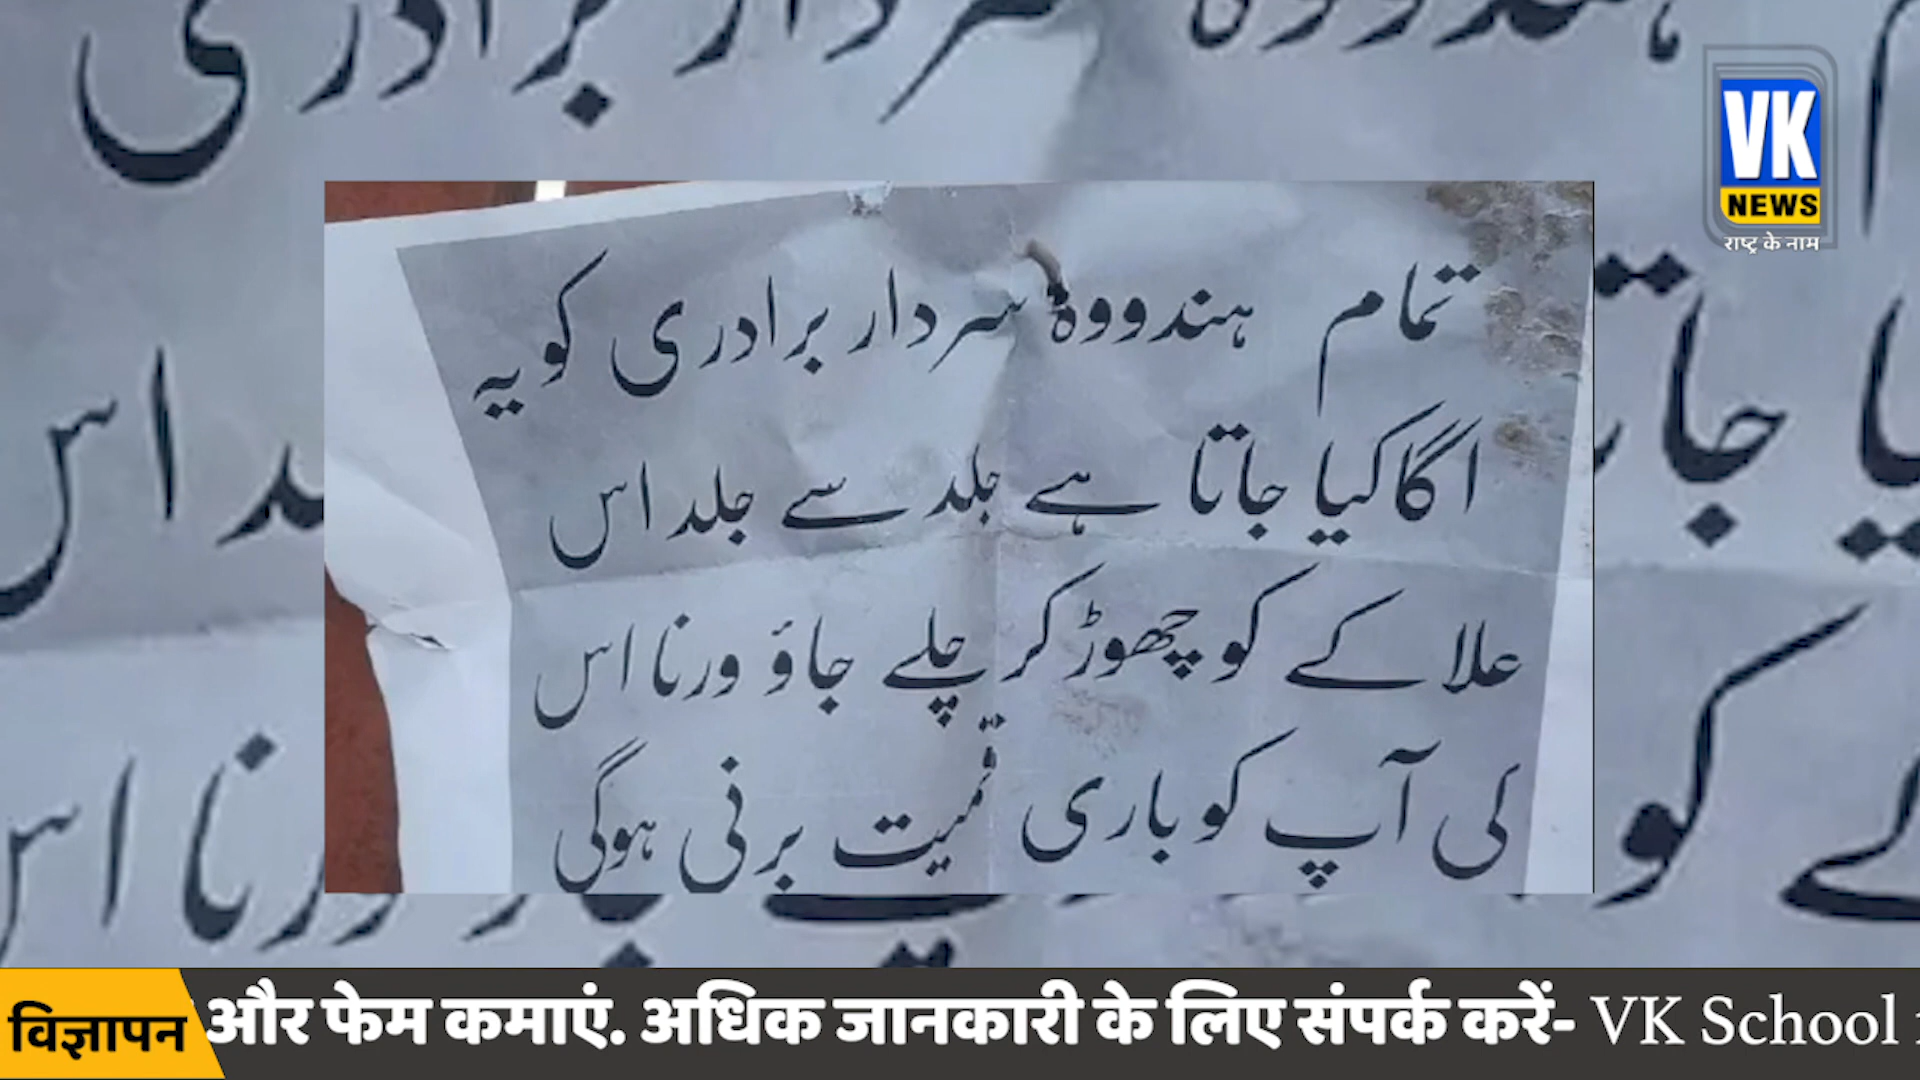 تمام ہندووہ سردار برادری کو یہ
اگا کیا جاتا ہے جلد سے جلد اس
علاکے کو چھوڑ کر چلے جاؤ ورنا اس
کی آپ کو باری قمیت برنی ہوگی
VK
NEWS
राष्ट्र के नाम
विज्ञापन
और फेम कमाएं. अधिक जानकारी के लिए संपर्क करें- VK School